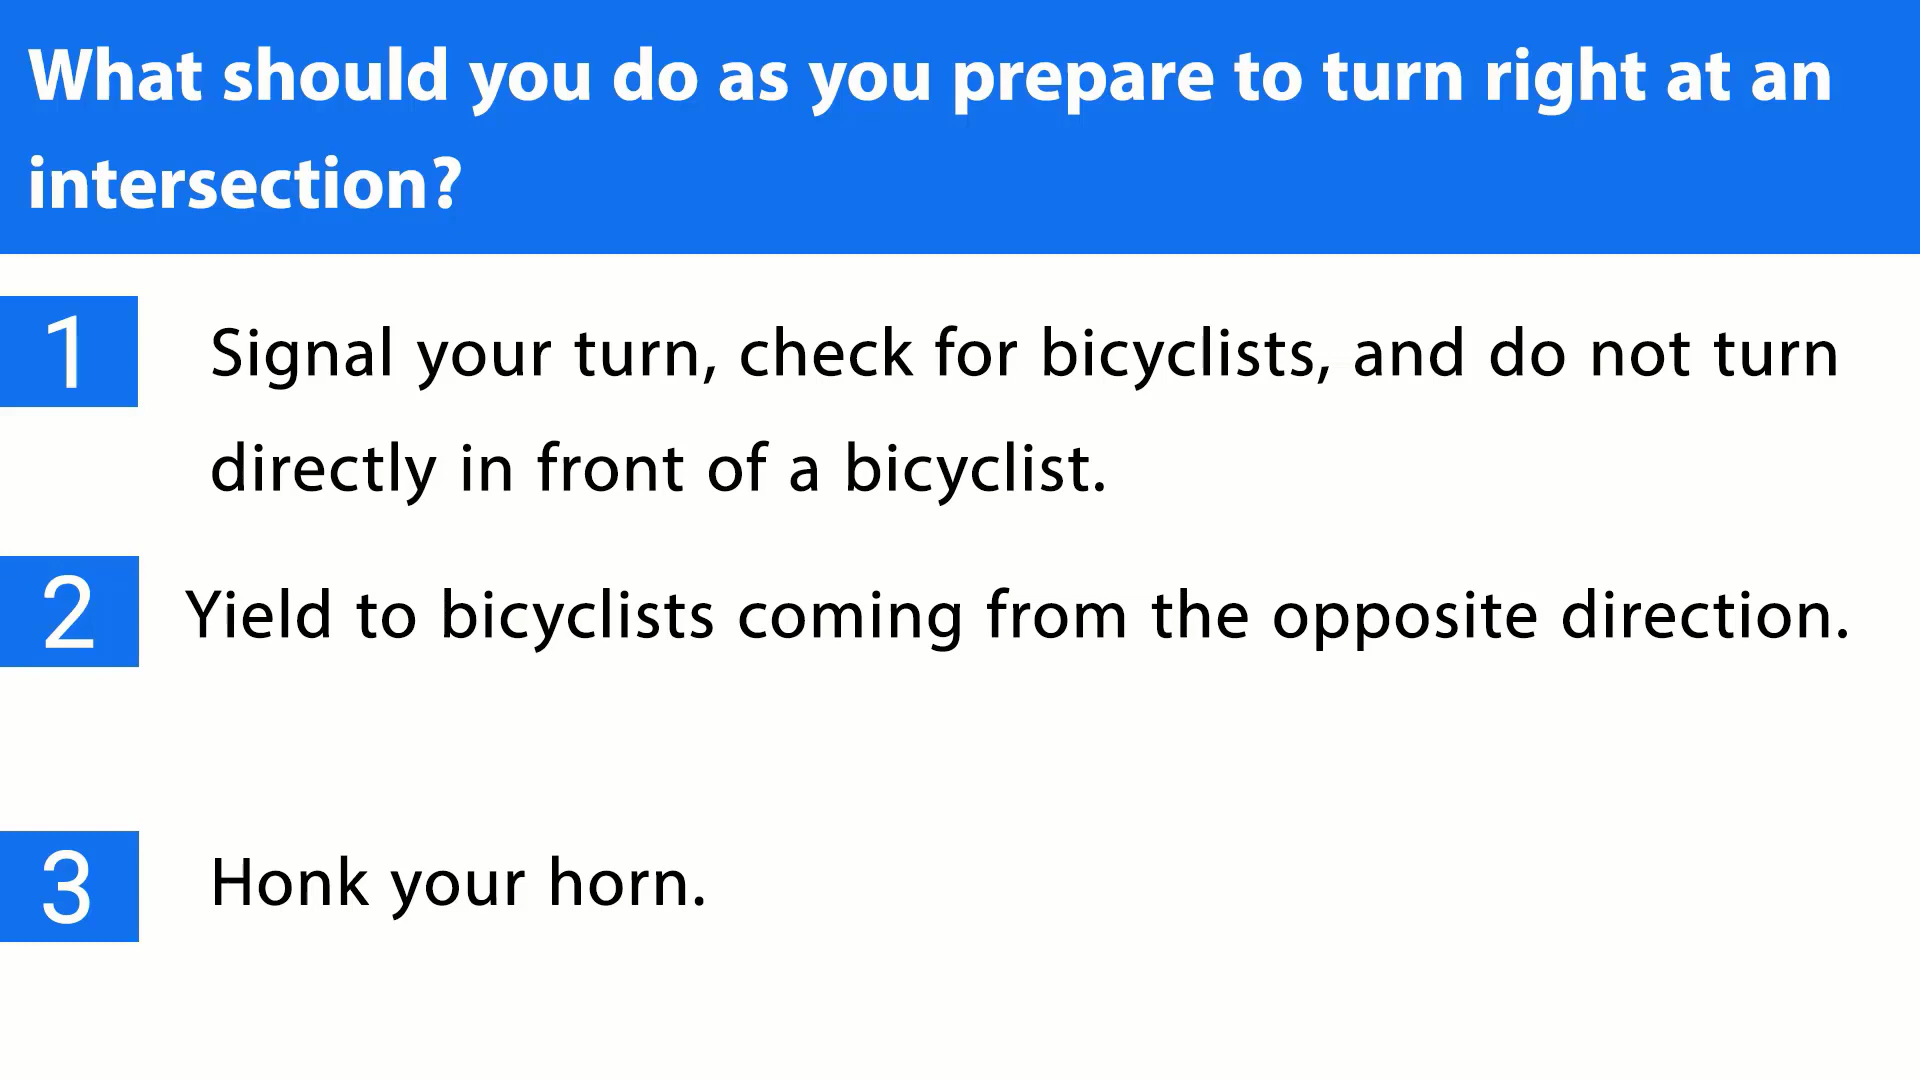 What should you do as you prepare to turn right at an
intersection?
1 Signal your turn, check for bicyclists, and do not turn
directly in front of a bicyclist.
2 Yield to bicyclists coming from the opposite direction.
3 Honk your horn.